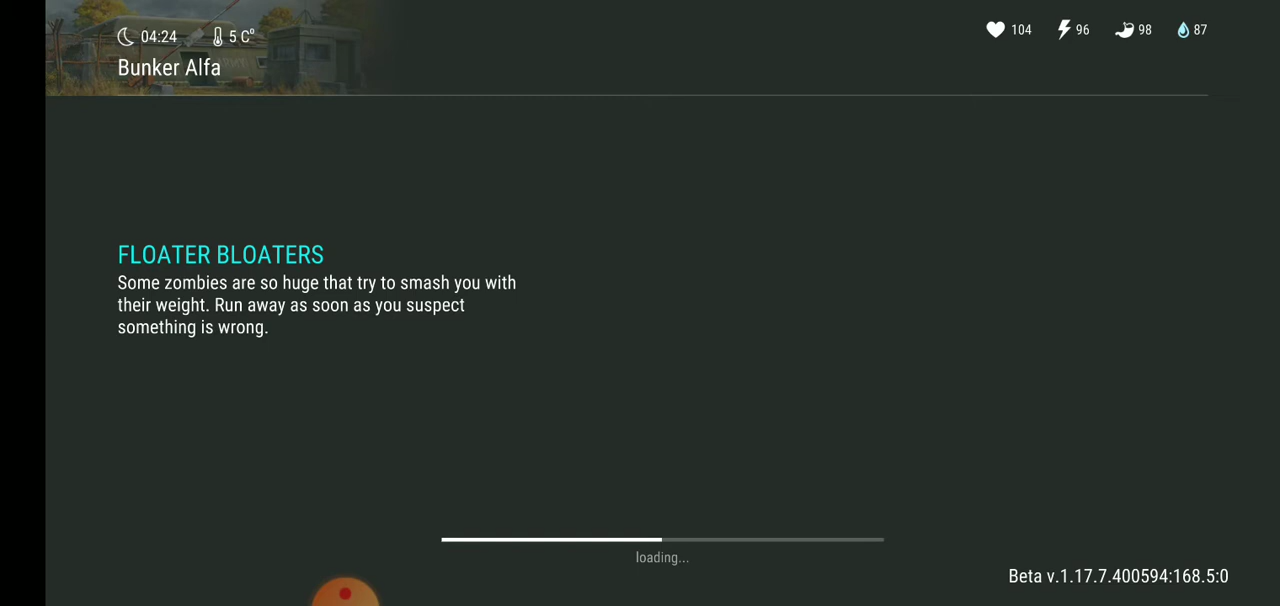 04:24 5 C° 104 96 98 87
Bunker Alfa
FLOATER BLOATERS
Some zombies are so huge that try to smash you with
their weight. Run away as soon as you suspect
something is wrong.
loading...
Beta v.1.17.7.400594:168.5:0